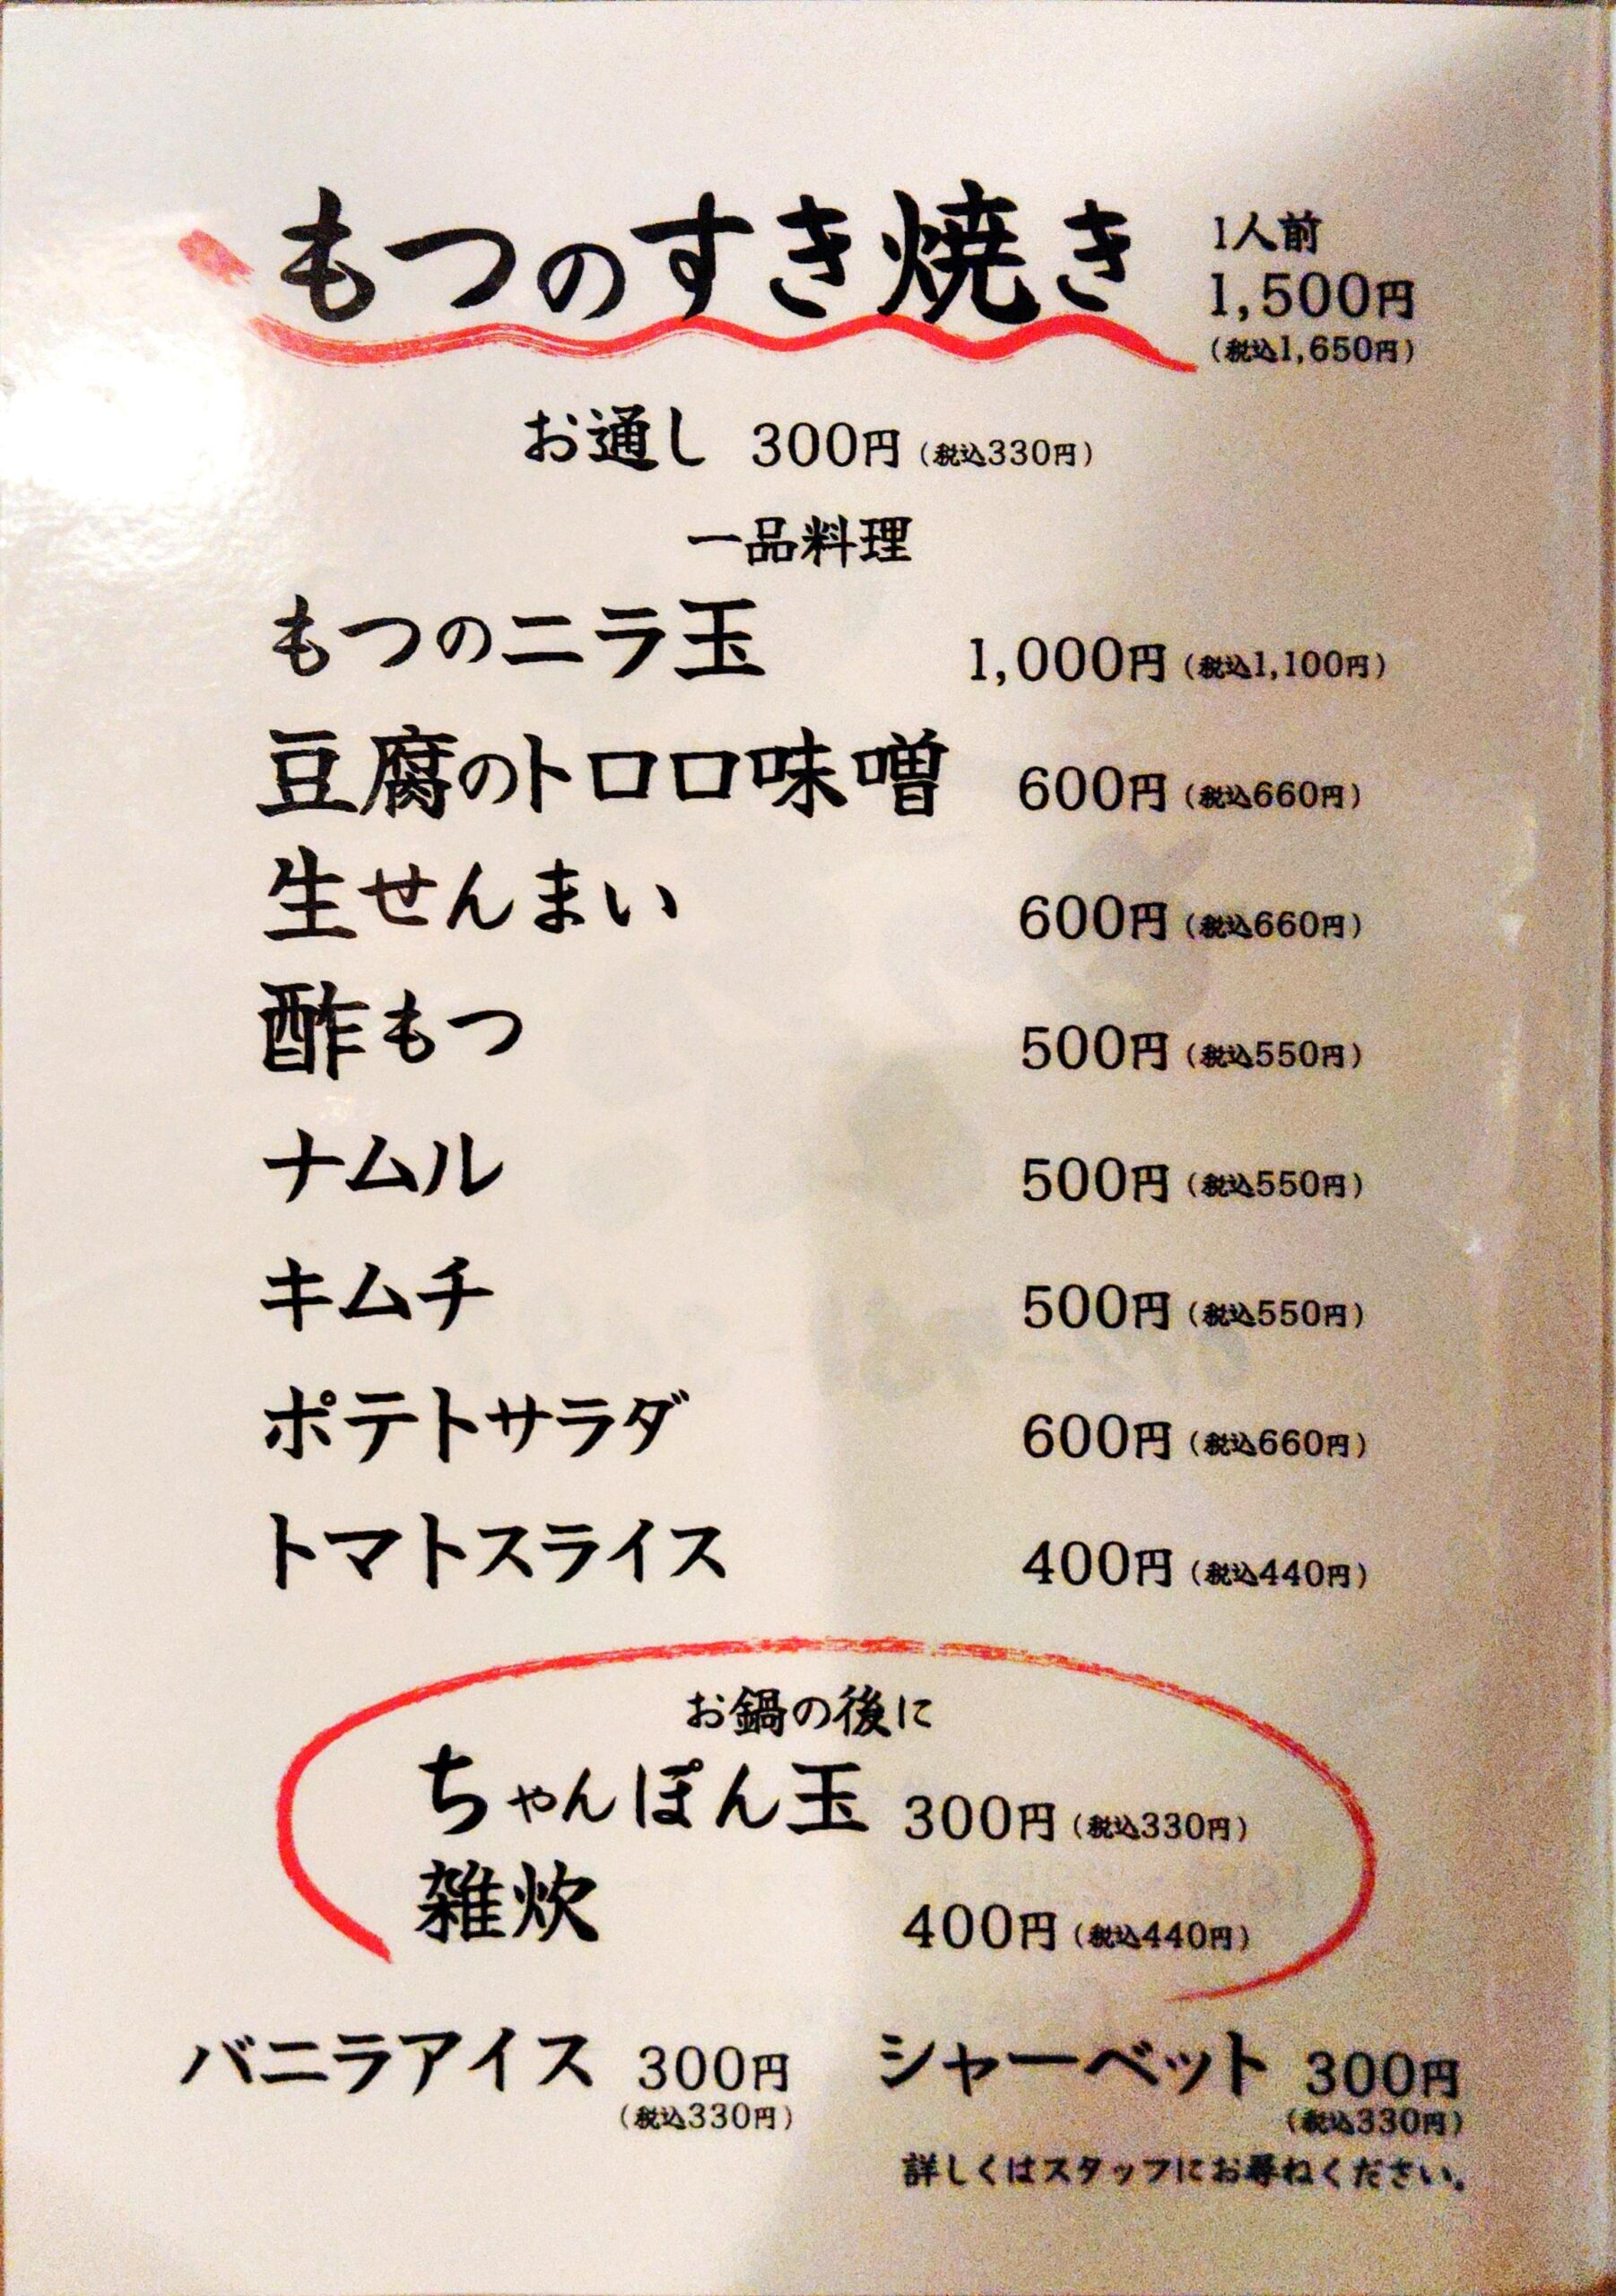 もつのすき焼き 1人前
1,500円
(税込1,650円)
お通し 300円(税込330円)
一品料理
もつのニラ玉 1,000円(税込1,100円)
豆腐のトロロ味噌 600円(税込660円)
生せんまい 600円(税込660円)
酢もつ 500円(税込550円)
ナムル 500円(税込550円)
キムチ 500円(税込550円)
ポテトサラダ 600円(税込660円)
トマトスライス 400円(税込440円)
お鍋の後に
ちゃんぽん玉 300円(税込330円)
雑炊 400円(税込440円)
バニラアイス 300円
(税込330円)
シャーベット 300円
(税込330円)
詳しくはスタッフにお尋ねください。